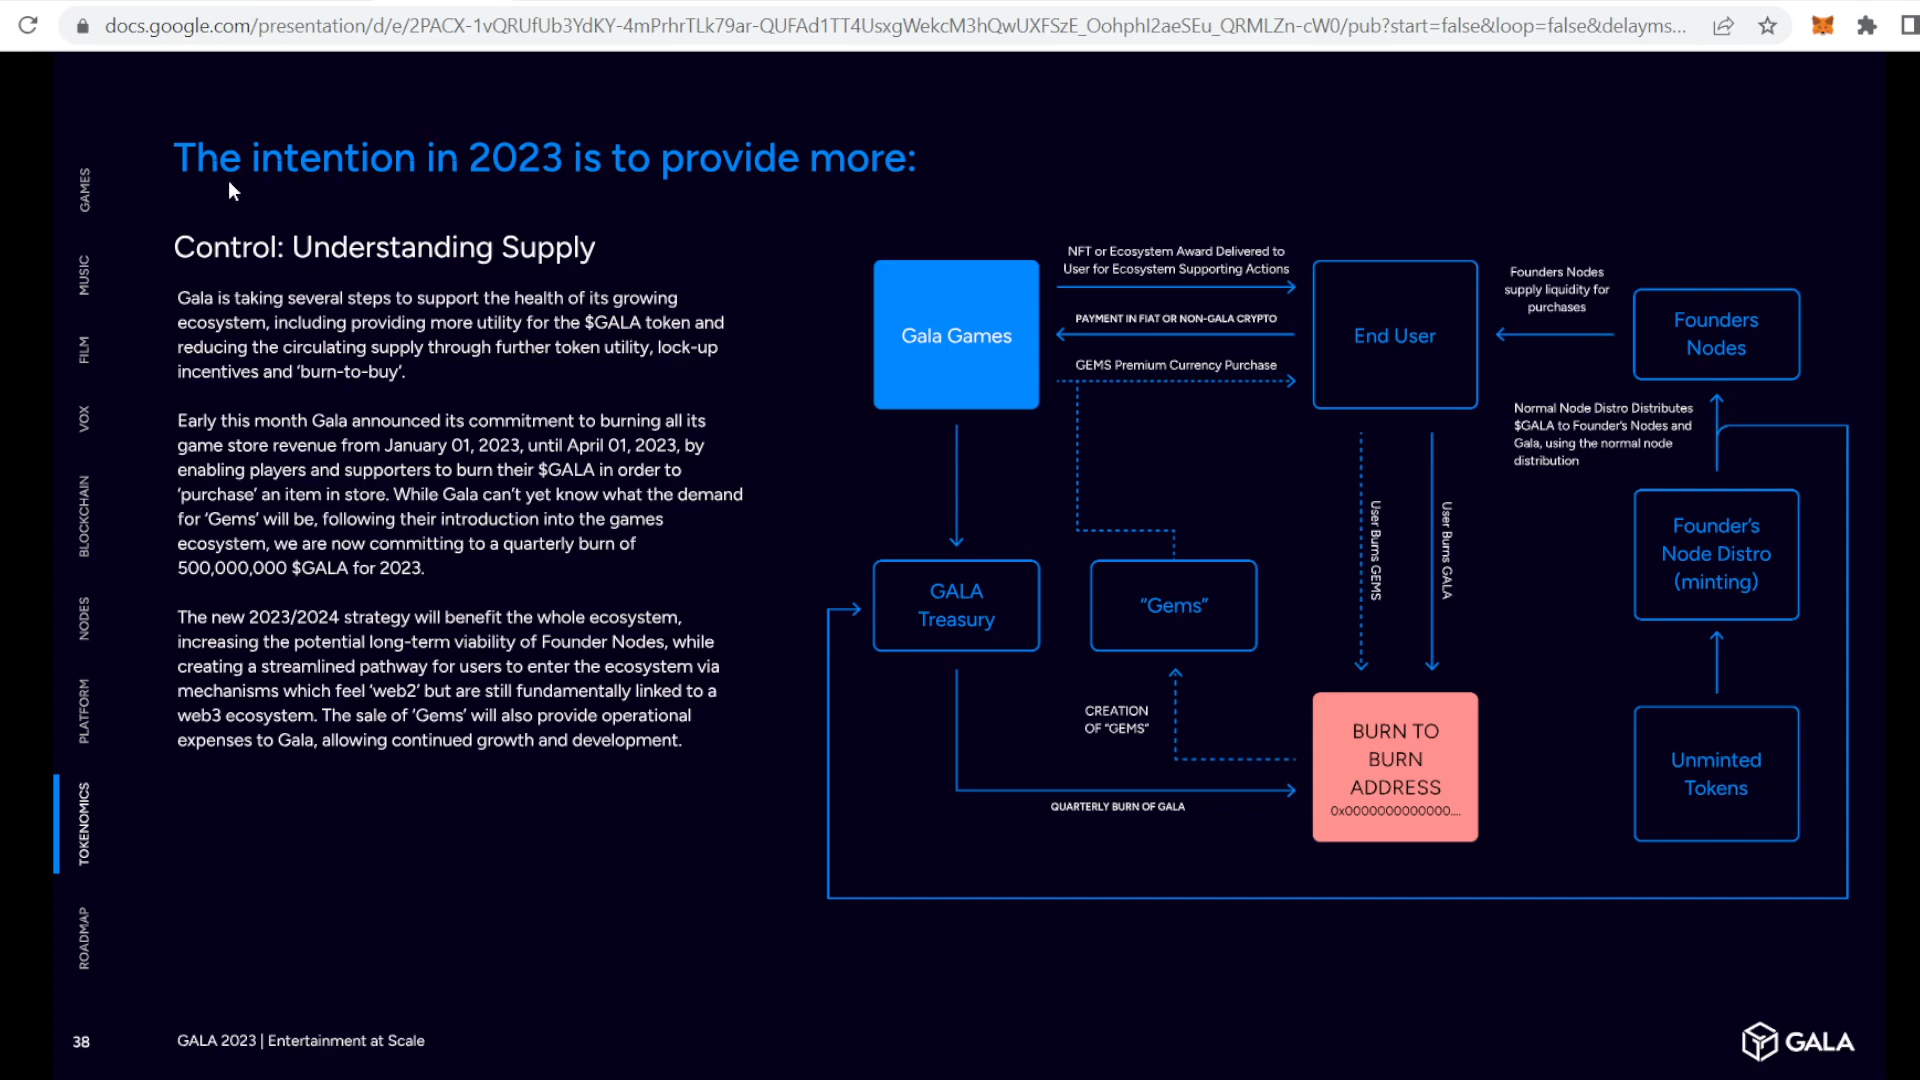 docs.google.com/presentation/d/e/2PACX-1vQRUfUb3YdKY-4mPrhrTLk79ar-QUFAd1TT4UsxgWekcM3hQwUXFSzE_OohphI2aeSEu_QRMLZn-cW0/pub?start=false&loop=false&delayms...
The intention in 2023 is to provide more:
Control: Understanding Supply
Gala is taking several steps to support the health of its growing
ecosystem, including providing more utility for the $GALA token and
reducing the circulating supply through further token utility, lock-up
incentives and ‘burn-to-buy’.
Early this month Gala announced its commitment to burning all its
game store revenue from January 01, 2023, until April 01, 2023, by
enabling players and supporters to burn their $GALA in order to
‘purchase’ an item in store. While Gala can’t yet know what the demand
for ‘Gems’ will be, following their introduction into the games
ecosystem, we are now committing to a quarterly burn of
500,000,000 $GALA for 2023.
The new 2023/2024 strategy will benefit the whole ecosystem,
increasing the potential long-term viability of Founder Nodes, while
creating a streamlined pathway for users to enter the ecosystem via
mechanisms which feel ‘web2’ but are still fundamentally linked to a
web3 ecosystem. The sale of ‘Gems’ will also provide operational
expenses to Gala, allowing continued growth and development.
GAMES
MUSIC
FILM
VOX
BLOCKCHAIN
NODES
PLATFORM
TOKENOMICS
ROADMAP
Gala Games
NFT or Ecosystem Award Delivered to
User for Ecosystem Supporting Actions
PAYMENT IN FIAT OR NON-GALA CRYPTO
GEMS Premium Currency Purchase
End User
Founders Nodes
supply liquidity for
purchases
Founders
Nodes
Normal Node Distro Distributes
$GALA to Founder’s Nodes and
Gala, using the normal node
distribution
User Burns GEMS
User Burns GALA
Founder’s
Node Distro
(minting)
GALA
Treasury
“Gems”
CREATION
OF “GEMS”
BURN TO
BURN
ADDRESS
0x0000000000000....
Unminted
Tokens
QUARTERLY BURN OF GALA
38
GALA 2023 | Entertainment at Scale
GALA